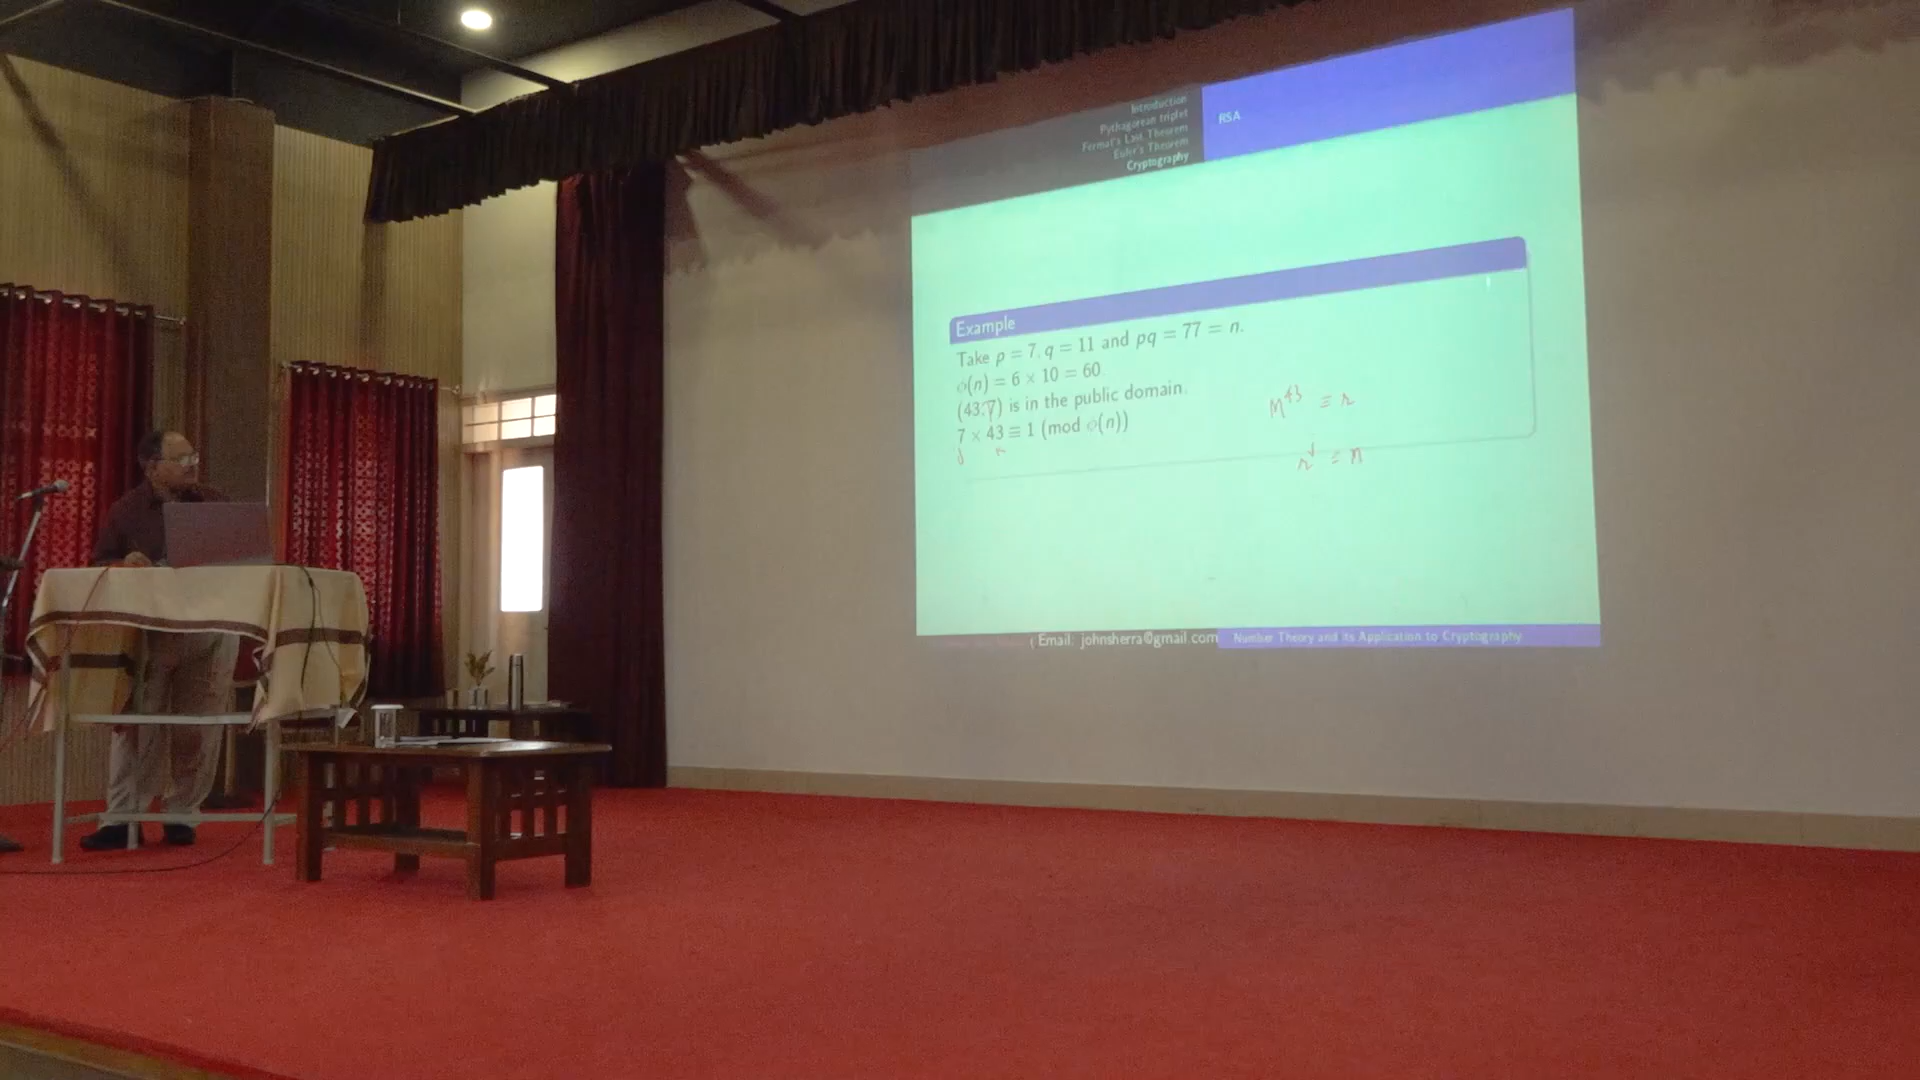 Introduction
Pythagorean triplet
Fermat's Last Theorem
Euler's Theorem
Cryptography
RSA
Example
Take p = 7, q = 11 and pq = 77 = n.
ϕ(n) = 6 × 10 = 60.
(43,7) is in the public domain.
7 × 43 ≡ 1 (mod ϕ(n))
M⁴³ ≡ r
Email: johnsherra@gmail.com
Number Theory and its Application to Cryptography